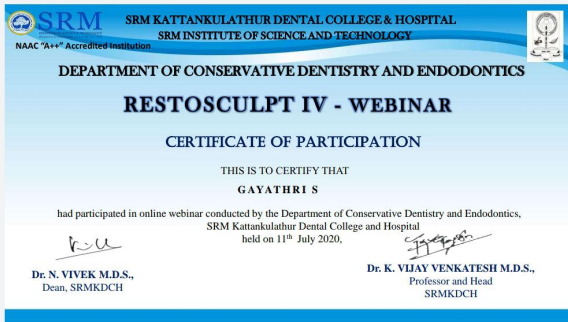 SRM
SRM KATTANKULATHUR DENTAL COLLEGE & HOSPITAL
SRM INSTITUTE OF SCIENCE AND TECHNOLOGY
NAAC "A++" Accredited Institution
DEPARTMENT OF CONSERVATIVE DENTISTRY AND ENDODONTICS
RESTOSCULPT IV - WEBINAR
CERTIFICATE OF PARTICIPATION
THIS IS TO CERTIFY THAT
GAYATHRI S
had participated in online webinar conducted by the Department of Conservative Dentistry and Endodontics,
SRM Kattankulathur Dental College and Hospital
held on 11th July 2020,
Dr. N. VIVEK M.D.S.,
Dean, SRMKDCH
Dr. K. VIJAY VENKATESH M.D.S.,
Professor and Head
SRMKDCH